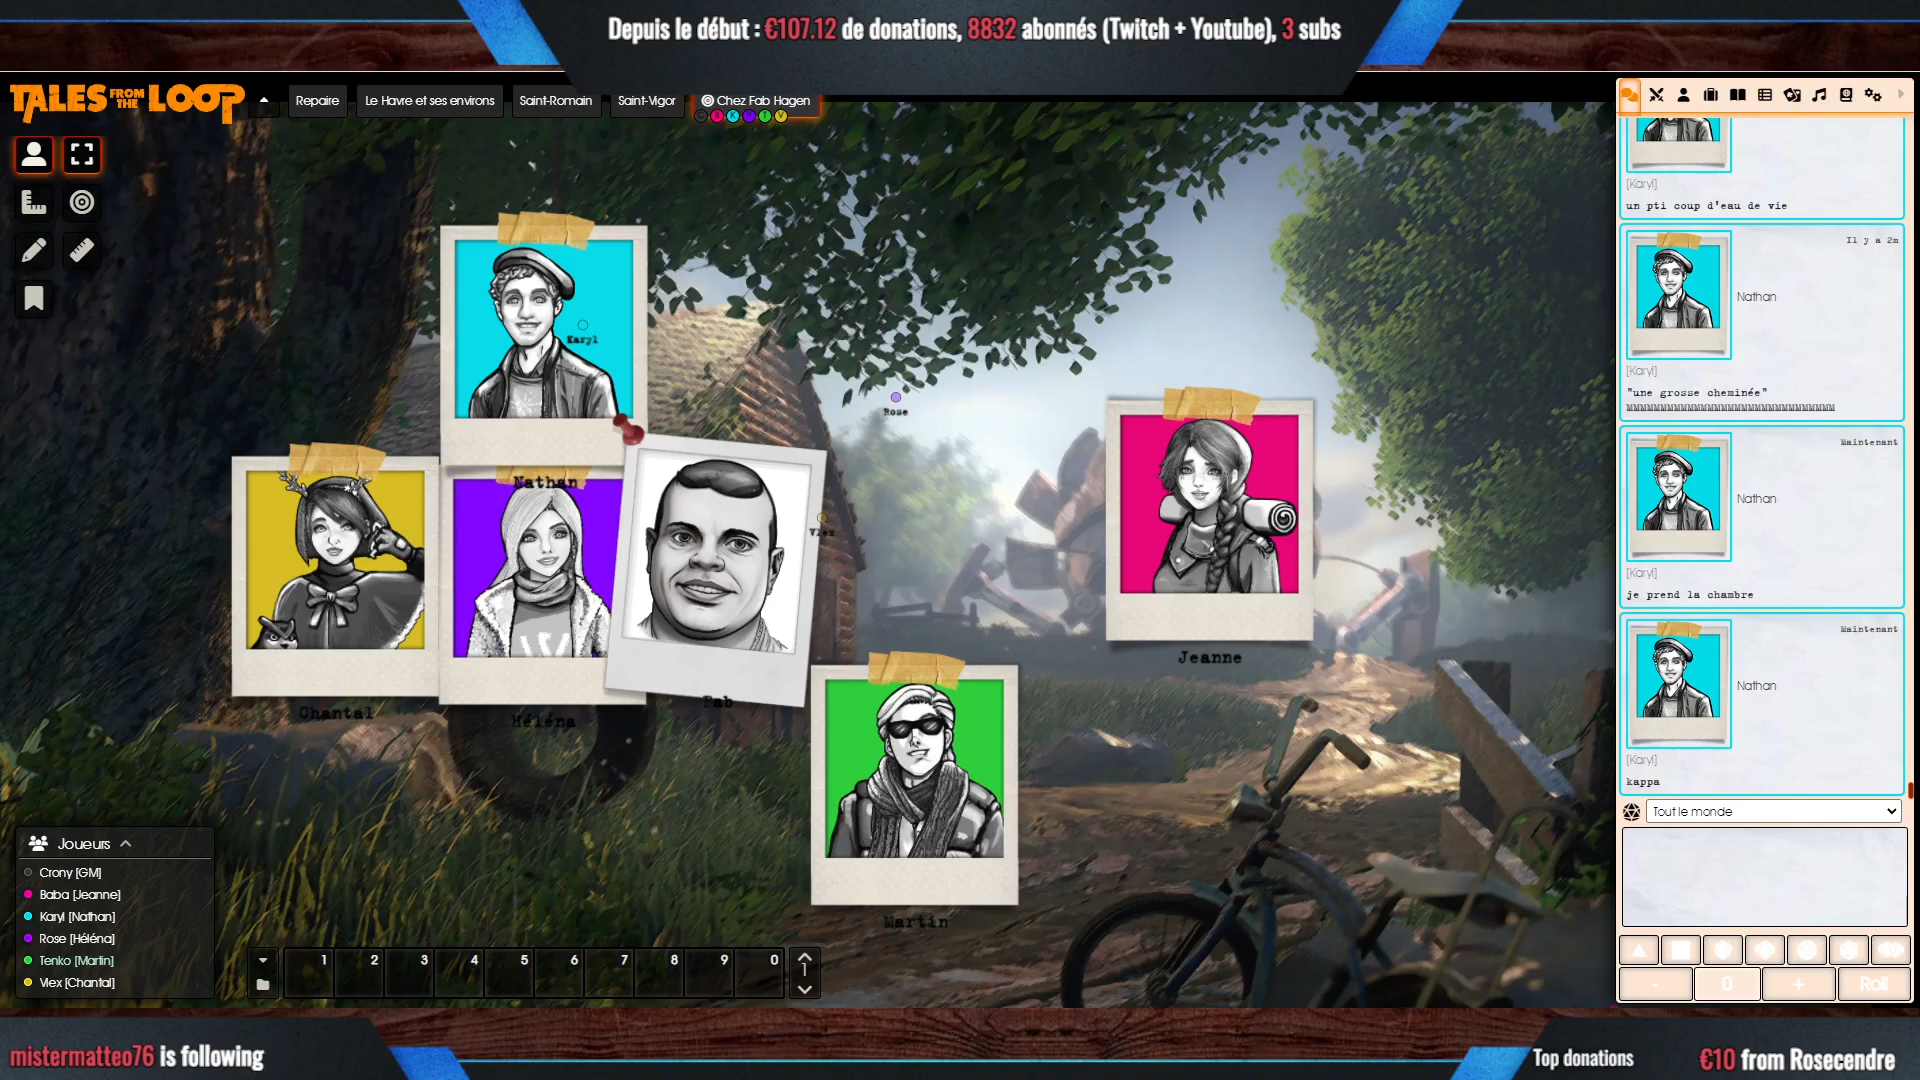 Depuis le début : €107.12 de donations, 8832 abonnés (Twitch + Youtube), 3 subs
TALES FROM THE LOOP
Repaire
Le Havre et ses environs
Saint-Romain
Saint-Vigor
Chez Fab Hagen
Karyl
Rose
Vlex
Nathan
Chantal
Héléna
Fab
Jeanne
Martin
Joueurs
Crony [GM]
Baba [Jeanne]
Karyl [Nathan]
Rose [Héléna]
Tenko [Martin]
Vlex [Chantal]
1 2 3 4 5 6 7 8 9 0
1
[Karyl]
un pti coup d'eau de vie
Il y a 2m
Nathan
[Karyl]
"une grosse cheminée"
Maintenant
Nathan
[Karyl]
je prend la chambre
Maintenant
Nathan
[Karyl]
kappa
Tout le monde
- 0 + Roll
mistermatteo76 is following
Top donations
€10 from Rosecendre